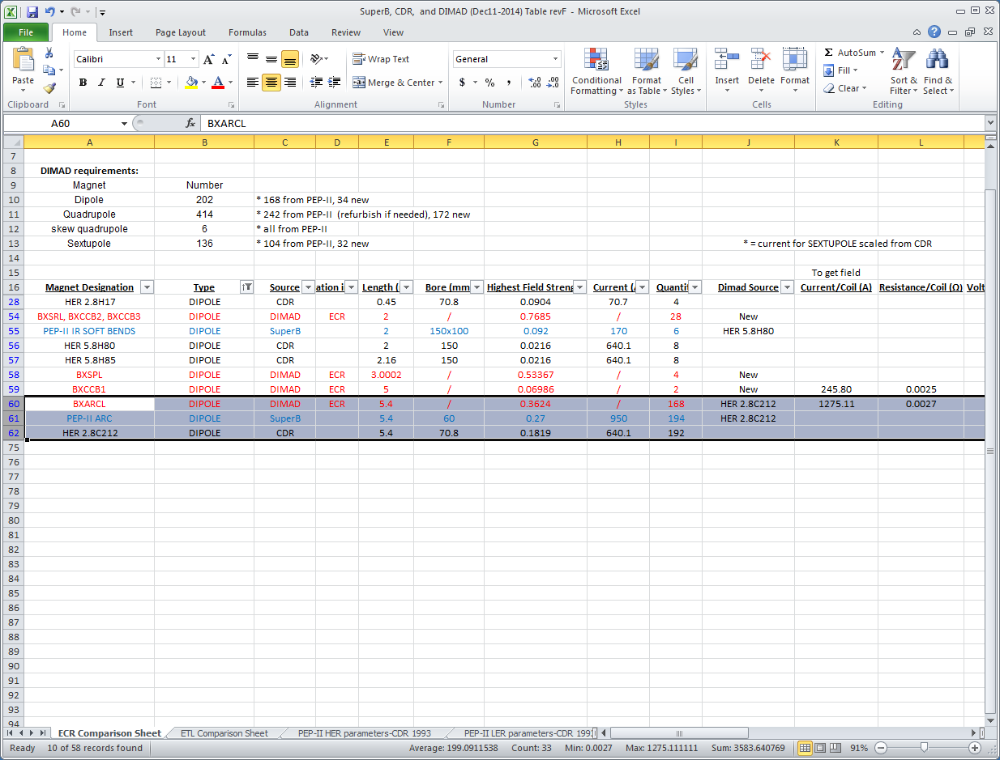 SuperB, CDR, and DIMAD (Dec11-2014) Table revF - Microsoft Excel
File Home Insert Page Layout Formulas Data Review View
Calibri 11 Wrap Text General Σ AutoSum
Paste B I U Merge & Center $ % , Conditional Formatting Format as Table Cell Styles Insert Delete Format Fill Clear Sort & Filter Find & Select
Clipboard Font Alignment Number Styles Cells Editing
A60 fx BXARCL
A B C D E F G H I J K L
7
8 DIMAD requirements:
9 Magnet Number
10 Dipole 202 * 168 from PEP-II, 34 new
11 Quadrupole 414 * 242 from PEP-II (refurbish if needed), 172 new
12 skew quadrupole 6 * all from PEP-II
13 Sextupole 136 * 104 from PEP-II, 32 new * = current for SEXTUPOLE scaled from CDR
14
15 To get field
16 Magnet Designation Type Source ation i Length ( Bore (mm Highest Field Streng Current (A Quantit Dimad Source Current/Coil (A) Resistance/Coil (Ω) Volt
28 HER 2.8H17 DIPOLE CDR 0.45 70.8 0.0904 70.7 4
54 BXSRL, BXCCB2, BXCCB3 DIPOLE DIMAD ECR 2 / 0.7685 / 28 New
55 PEP-II IR SOFT BENDS DIPOLE SuperB 2 150x100 0.092 170 6 HER 5.8H80
56 HER 5.8H80 DIPOLE CDR 2 150 0.0216 640.1 8
57 HER 5.8H85 DIPOLE CDR 2.16 150 0.0216 640.1 8
58 BXSPL DIPOLE DIMAD ECR 3.0002 / 0.53367 / 4 New
59 BXCCB1 DIPOLE DIMAD ECR 5 / 0.06986 / 2 New 245.80 0.0025
60 BXARCL DIPOLE DIMAD ECR 5.4 / 0.3624 / 168 HER 2.8C212 1275.11 0.0027
61 PEP-II ARC DIPOLE SuperB 5.4 60 0.27 950 194 HER 2.8C212
62 HER 2.8C212 DIPOLE CDR 5.4 70.8 0.1819 640.1 192
75
76
77
78
79
80
81
82
83
84
85
86
87
88
89
90
91
92
93
94
ECR Comparison Sheet ETL Comparison Sheet PEP-II HER parameters-CDR 1993 PEP-II LER parameters-CDR 199
Ready 10 of 58 records found Average: 199.0911538 Count: 33 Min: 0.0027 Max: 1275.111111 Sum: 3583.640769 91%